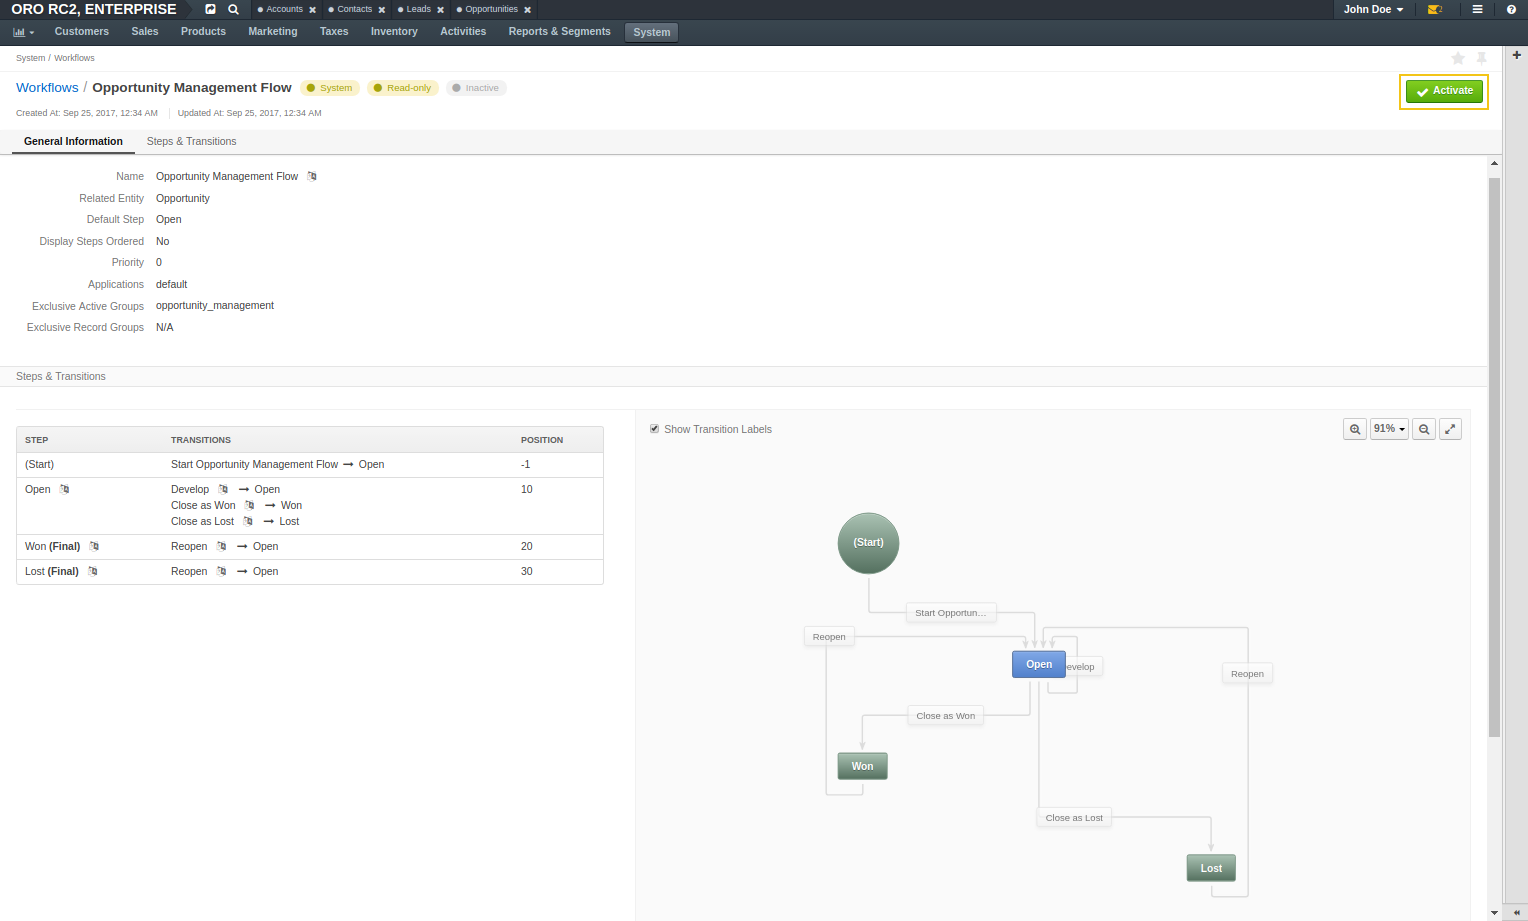 ORO RC2, ENTERPRISE Accounts Contacts Leads Opportunities John Doe
Customers Sales Products Marketing Taxes Inventory Activities Reports & Segments System
System / Workflows
Workflows / Opportunity Management Flow System Read-only Inactive Activate
Created At: Sep 25, 2017, 12:34 AM Updated At: Sep 25, 2017, 12:34 AM
General Information Steps & Transitions
Name Opportunity Management Flow
Related Entity Opportunity
Default Step Open
Display Steps Ordered No
Priority 0
Applications default
Exclusive Active Groups opportunity_management
Exclusive Record Groups N/A
Steps & Transitions
Show Transition Labels 91%
STEP TRANSITIONS POSITION
(Start) Start Opportunity Management Flow → Open -1
Open Develop → Open 10
Close as Won → Won
Close as Lost → Lost
Won (Final) Reopen → Open 20
Lost (Final) Reopen → Open 30
(Start)
Start Opportun...
Reopen
Open evelop
Reopen
Close as Won
Won
Close as Lost
Lost